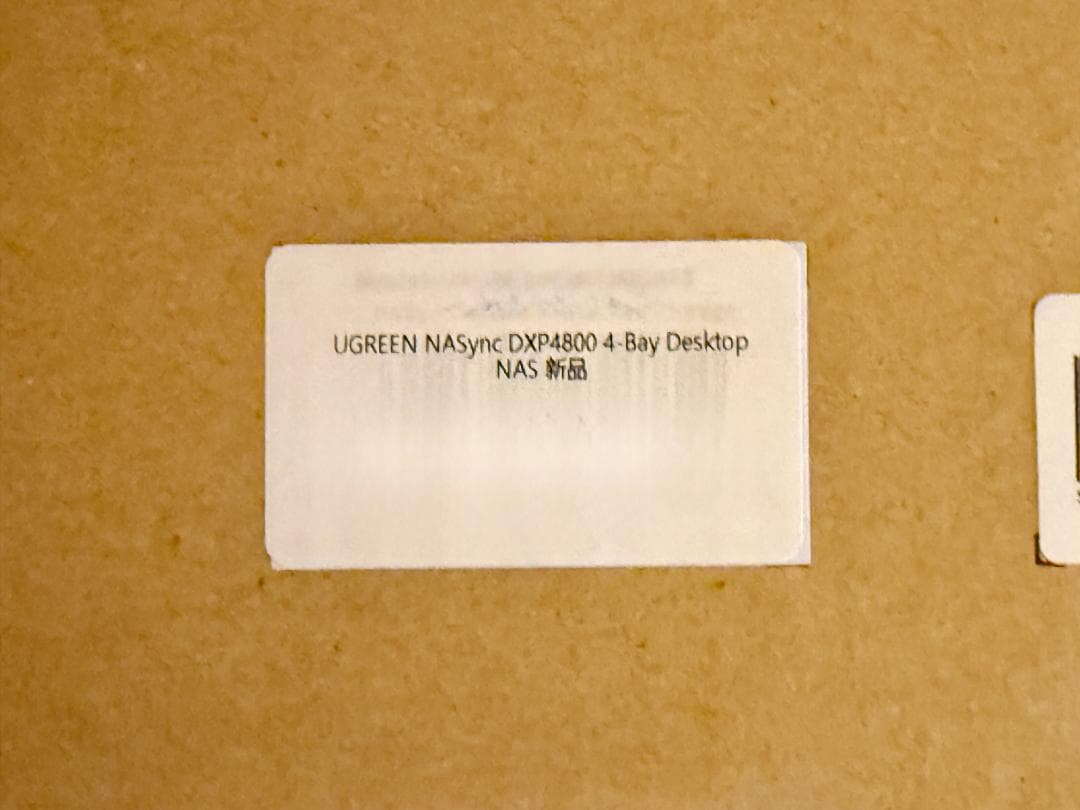 UGREEN NASync DXP4800 4-Bay Desktop
NAS 新品